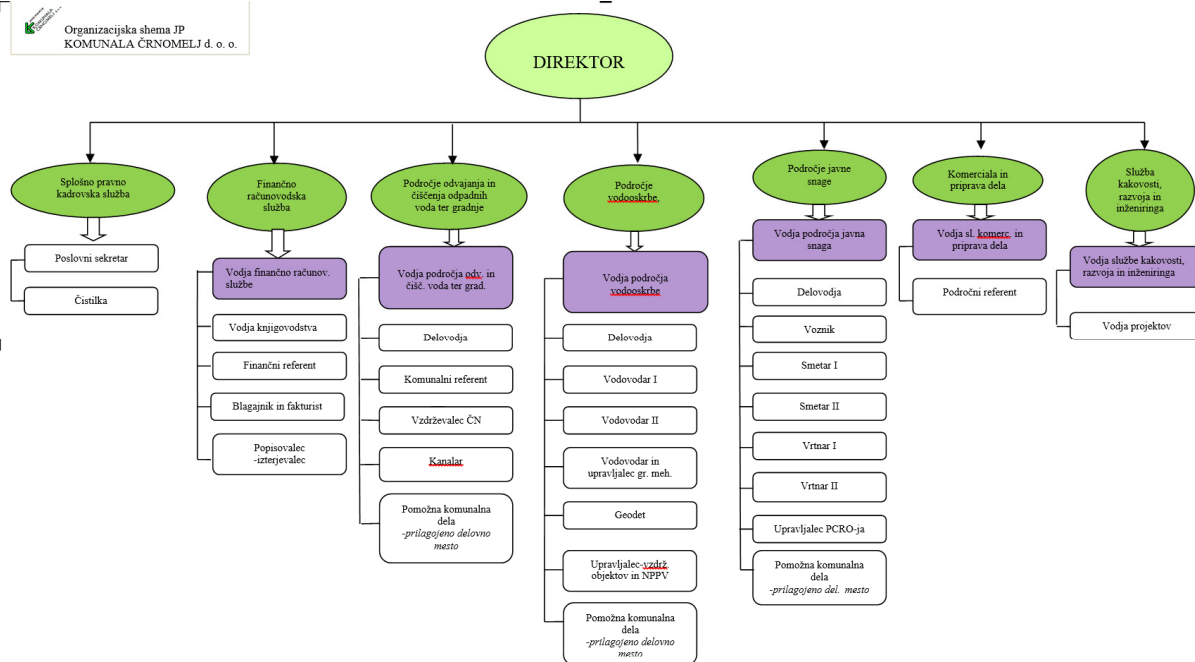 Organizacijska shema JP
KOMUNALA ČRNOMELJ d. o. o.
DIREKTOR
Splošno pravno
kadrovska služba
Poslovni sekretar
Čistilka
Finančno
računovodska
služba
Vodja finančno računov.
službe
Vodja knjigovodstva
Finančni referent
Blagajnik in fakturist
Popisovalec
-izterjevalec
Področje odvajanja in
čiščenja odpadnih
voda ter gradnje
Vodja področja odv. in
čišč. voda ter grad.
Delovodja
Komunalni referent
Vzdrževalec ČN
Kanalar
Pomožna komunalna
dela
-prilagojeno delovno
mesto
Področje
vodooskrbe,
Vodja področja
vodooskrbe
Delovodja
Vodovodar I
Vodovodar II
Vodovodar in
upravljalec gr. meh.
Geodet
Upravljalec-vzdrž.
objektov in NPPV
Pomožna komunalna
dela
-prilagojeno delovno
mesto
Področje javne
snage
Vodja področja javna
snaga
Delovodja
Voznik
Smetar I
Smetar II
Vrtnar I
Vrtnar II
Upravljalec PCRO-ja
Pomožna komunalna
dela
-prilagojeno del. mesto
Komerciala in
priprava dela
Vodja sl. komerc. in
priprava dela
Področni referent
Služba
kakovosti,
razvoja in
inženiringa
Vodja službe kakovosti,
razvoja in inženiringa
Vodja projektov